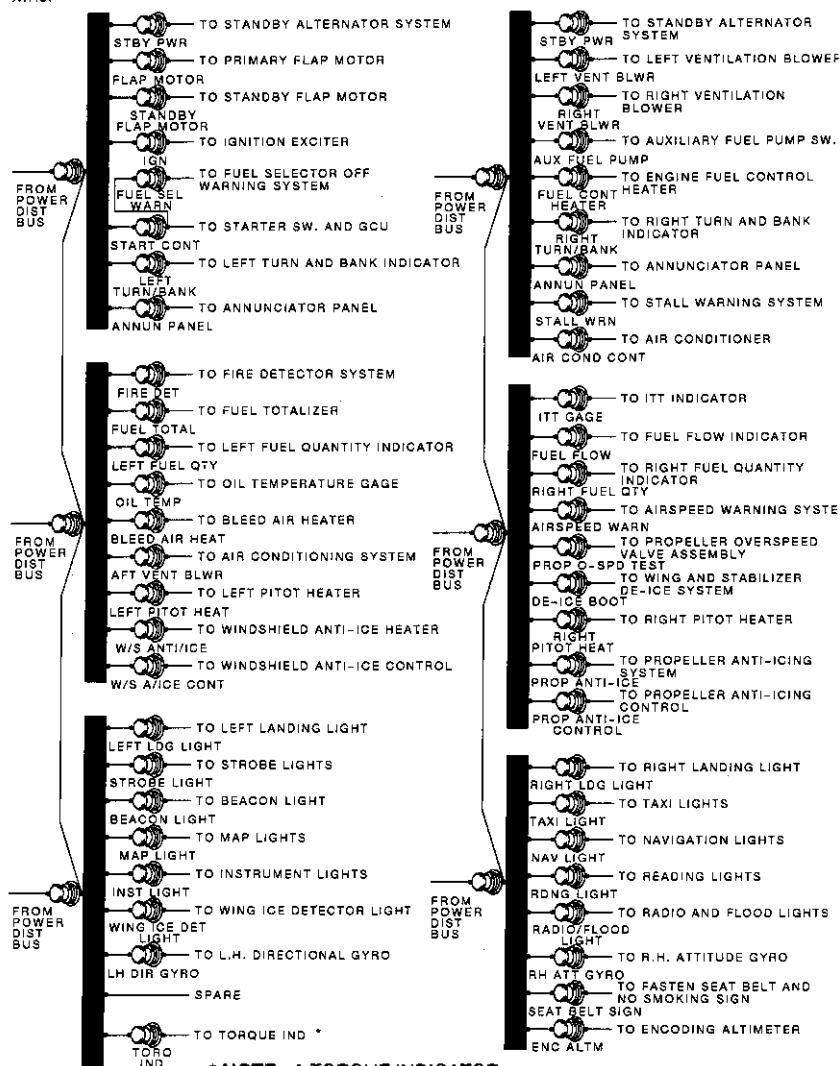 TO STANDBY ALTERNATOR SYSTEM
STBY PWR
TO PRIMARY FLAP MOTOR
FLAP MOTOR
TO STANDBY FLAP MOTOR
STANDBY
FLAP MOTOR
TO IGNITION EXCITER
IGN
TO FUEL SELECTOR OFF
WARNING SYSTEM
FUEL SEL
WARN
FROM
POWER
DIST
BUS
TO STARTER SW. AND GCU
START CONT
TO LEFT TURN AND BANK INDICATOR
LEFT
TURN/BANK
TO ANNUNCIATOR PANEL
ANNUN PANEL
TO FIRE DETECTOR SYSTEM
FIRE DET
TO FUEL TOTALIZER
FUEL TOTAL
TO LEFT FUEL QUANTITY INDICATOR
LEFT FUEL QTY
TO OIL TEMPERATURE GAGE
OIL TEMP
TO BLEED AIR HEATER
BLEED AIR HEAT
FROM
POWER
DIST
BUS
TO AIR CONDITIONING SYSTEM
AFT VENT BLWR
TO LEFT PITOT HEATER
LEFT PITOT HEAT
TO WINDSHIELD ANTI-ICE HEATER
W/S ANTI/ICE
TO WINDSHIELD ANTI-ICE CONTROL
W/S A/ICE CONT
TO LEFT LANDING LIGHT
LEFT LDG LIGHT
TO STROBE LIGHTS
STROBE LIGHT
TO BEACON LIGHT
BEACON LIGHT
TO MAP LIGHTS
MAP LIGHT
TO INSTRUMENT LIGHTS
INST LIGHT
FROM
POWER
DIST
BUS
TO WING ICE DETECTOR LIGHT
WING ICE DET
LIGHT
TO L.H. DIRECTIONAL GYRO
LH DIR GYRO
SPARE
TO TORQUE IND *
TORQ
IND
TO STANDBY ALTERNATOR
SYSTEM
STBY PWR
TO LEFT VENTILATION BLOWER
LEFT VENT BLWR
TO RIGHT VENTILATION
BLOWER
RIGHT
VENT BLWR
TO AUXILIARY FUEL PUMP SW.
AUX FUEL PUMP
TO ENGINE FUEL CONTROL
HEATER
FUEL CONT
HEATER
FROM
POWER
DIST
BUS
TO RIGHT TURN AND BANK
INDICATOR
RIGHT
TURN/BANK
TO ANNUNCIATOR PANEL
ANNUN PANEL
TO STALL WARNING SYSTEM
STALL WRN
TO AIR CONDITIONER
AIR COND CONT
TO ITT INDICATOR
ITT GAGE
TO FUEL FLOW INDICATOR
FUEL FLOW
TO RIGHT FUEL QUANTITY
INDICATOR
RIGHT FUEL QTY
TO AIRSPEED WARNING SYSTE
AIRSPEED WARN
FROM
POWER
DIST
BUS
TO PROPELLER OVERSPEED
VALVE ASSEMBLY
PROP O-SPD TEST
TO WING AND STABILIZER
DE-ICE SYSTEM
DE-ICE BOOT
TO RIGHT PITOT HEATER
RIGHT
PITOT HEAT
TO PROPELLER ANTI-ICING
SYSTEM
PROP ANTI-ICE
TO PROPELLER ANTI-ICING
CONTROL
PROP ANTI-ICE
CONTROL
TO RIGHT LANDING LIGHT
RIGHT LDG LIGHT
TO TAXI LIGHTS
TAXI LIGHT
TO NAVIGATION LIGHTS
NAV LIGHT
TO READING LIGHTS
RDNG LIGHT
FROM
POWER
DIST
BUS
TO RADIO AND FLOOD LIGHTS
RADIO/FLOOD
LIGHT
TO R.H. ATTITUDE GYRO
RH ATT GYRO
TO FASTEN SEAT BELT AND
NO SMOKING SIGN
SEAT BELT SIGN
TO ENCODING ALTIMETER
ENC ALTM